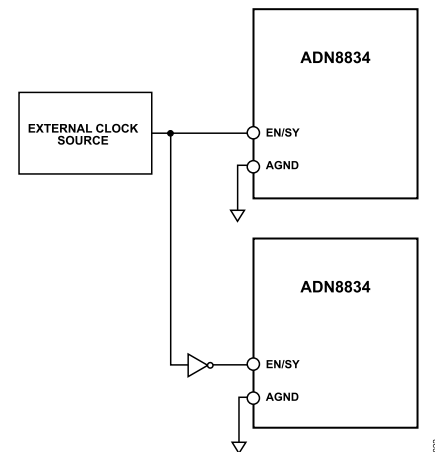 ADN8834
EXTERNAL CLOCK
SOURCE
EN/SY
AGND
ADN8834
EN/SY
AGND